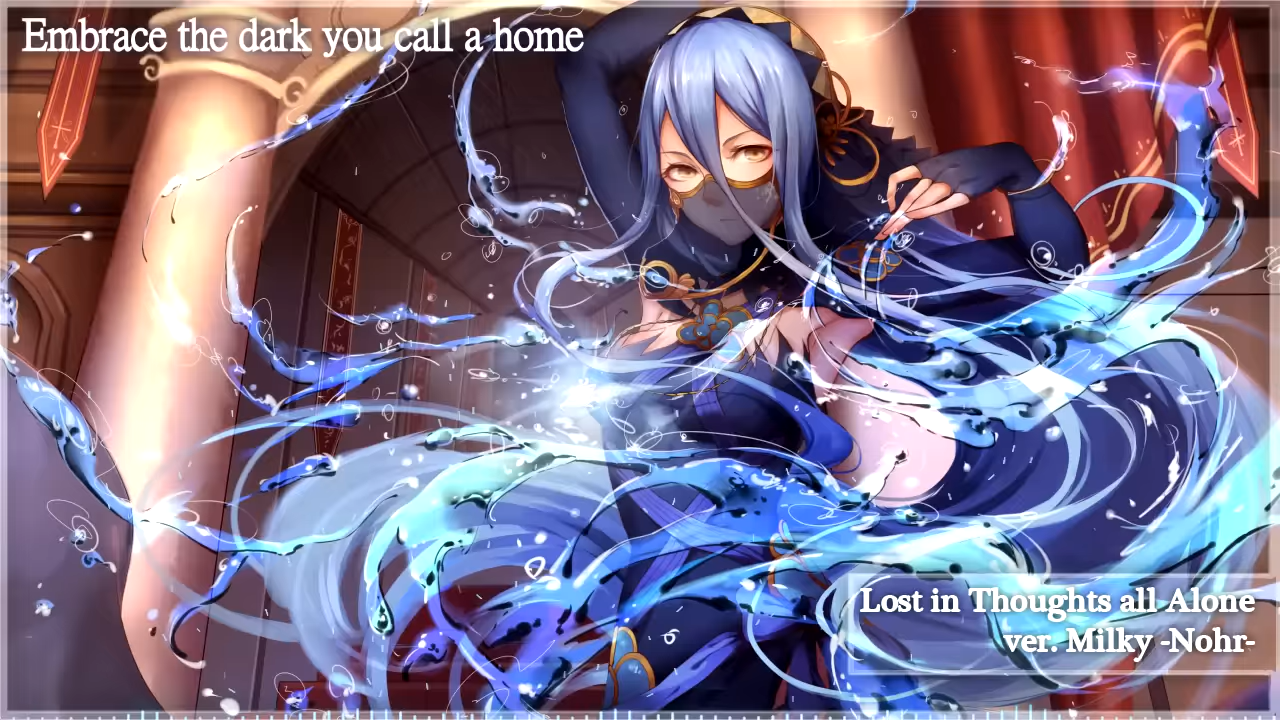 Embrace the dark you call a home
Lost in Thoughts all Alone
ver. Milky -Nohr-